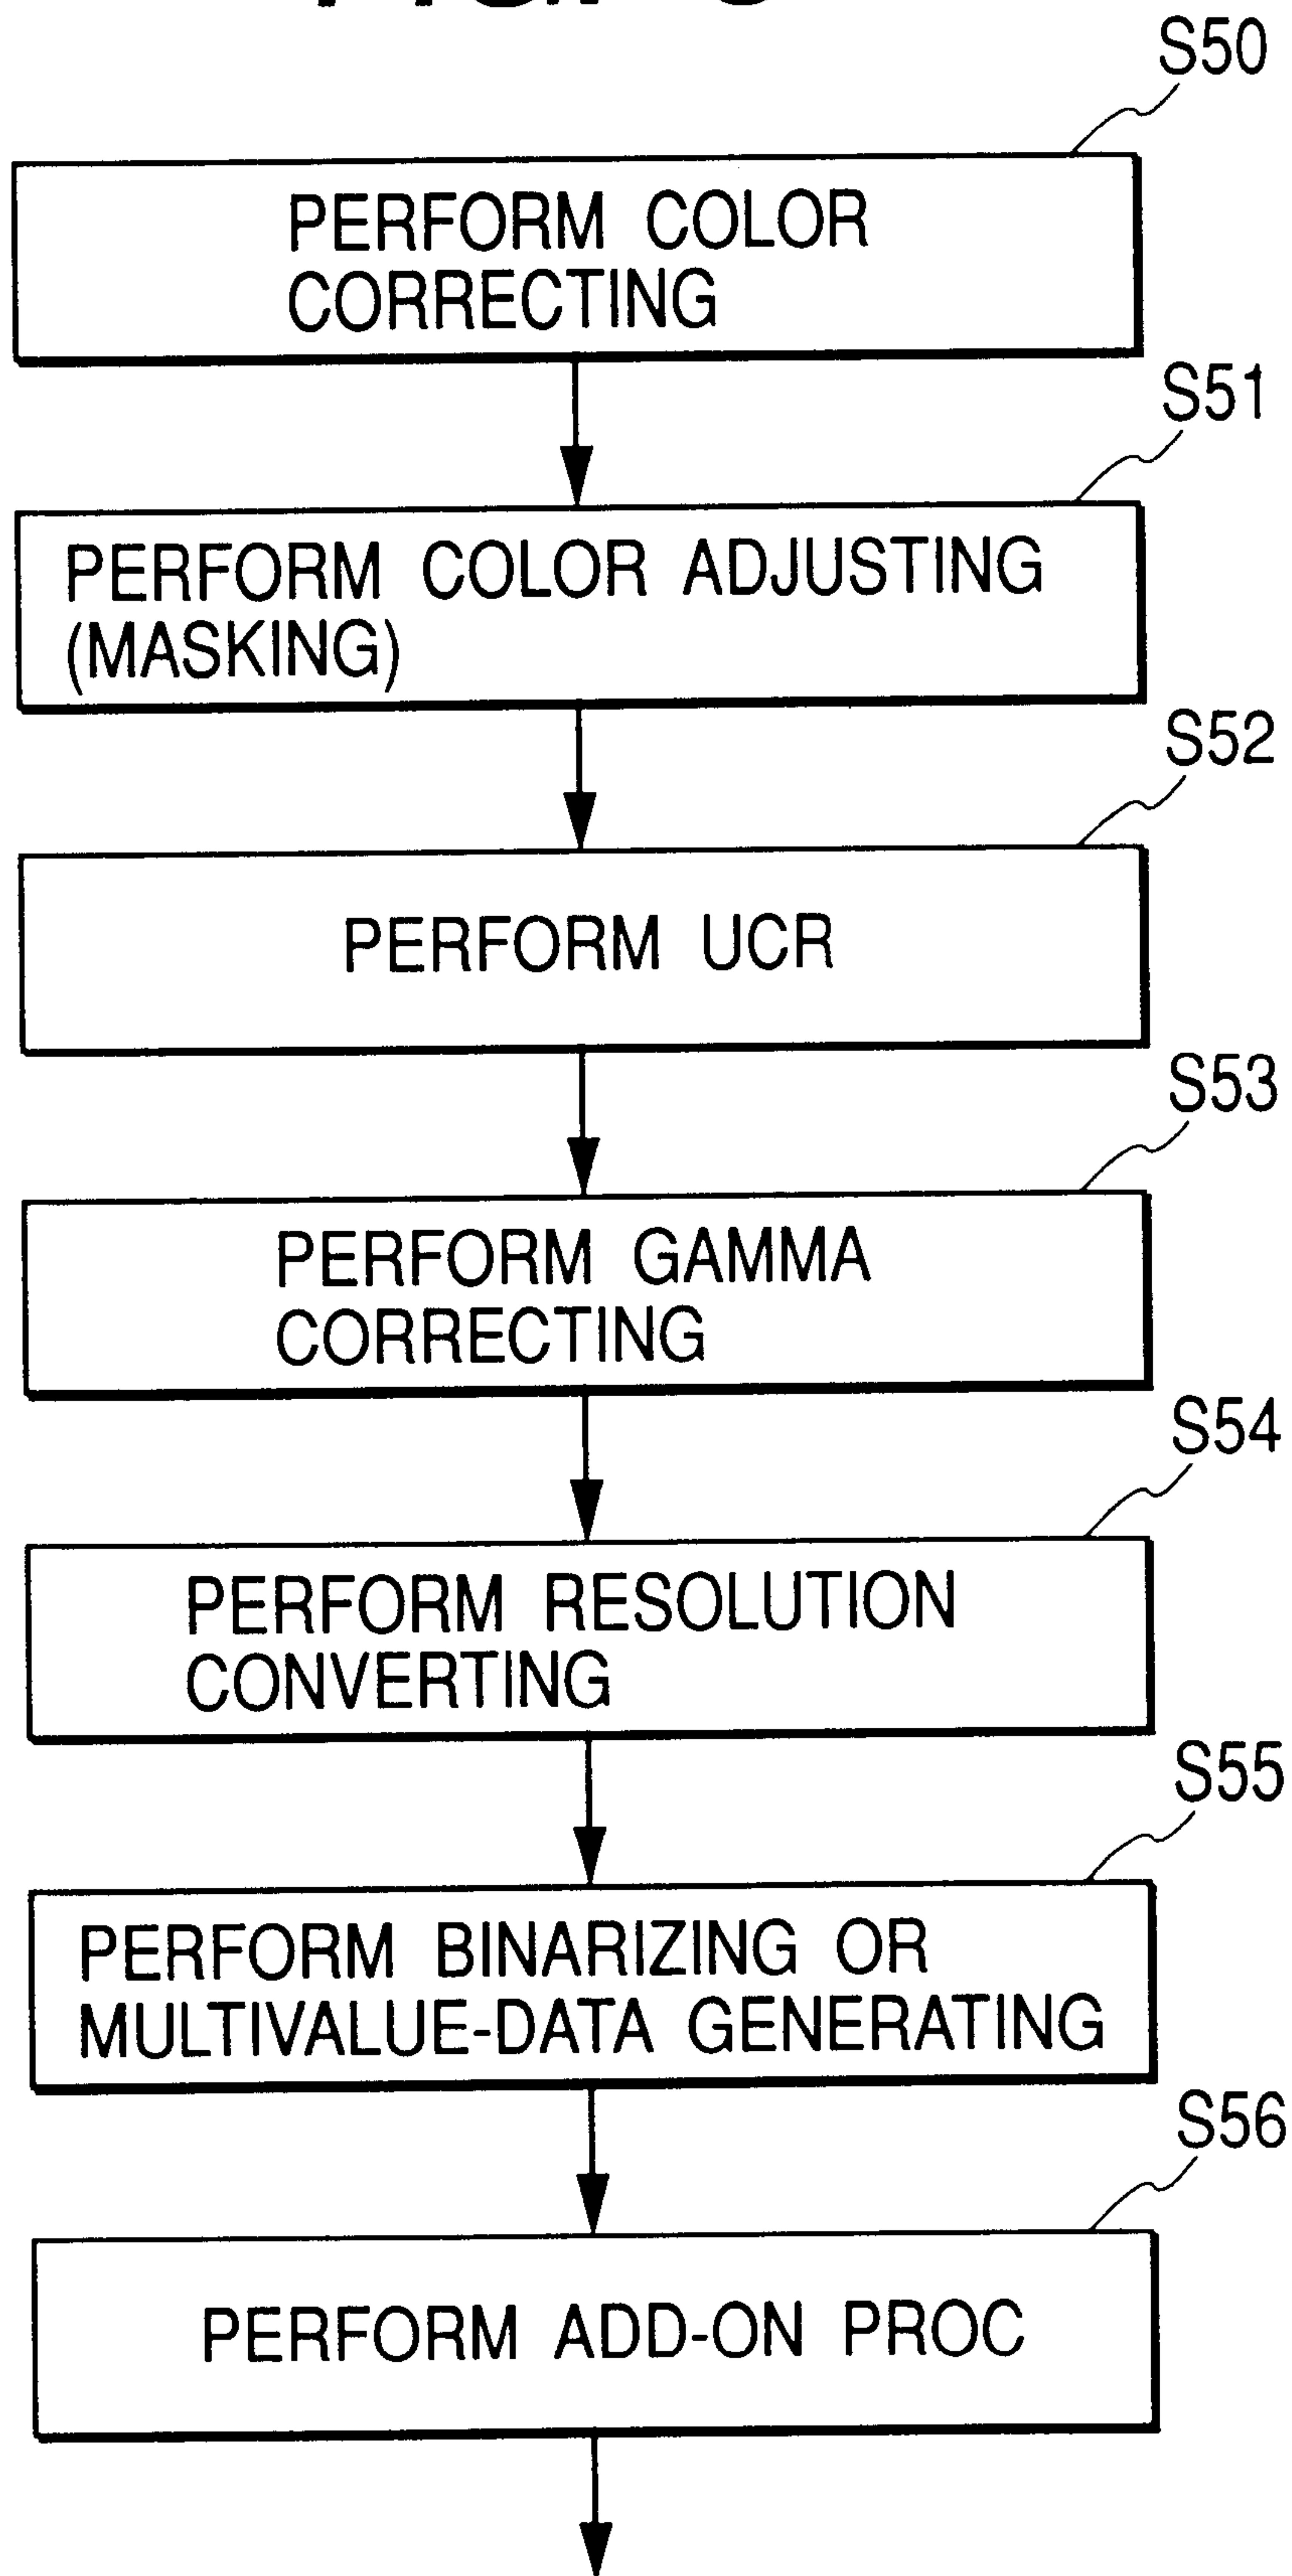 S50
PERFORM COLOR
CORRECTING
S51
PERFORM COLOR ADJUSTING
(MASKING)
S52
PERFORM UCR
S53
PERFORM GAMMA
CORRECTING
S54
PERFORM RESOLUTION
CONVERTING
S55
PERFORM BINARIZING OR
MULTIVALUE-DATA GENERATING
S56
PERFORM ADD-ON PROC